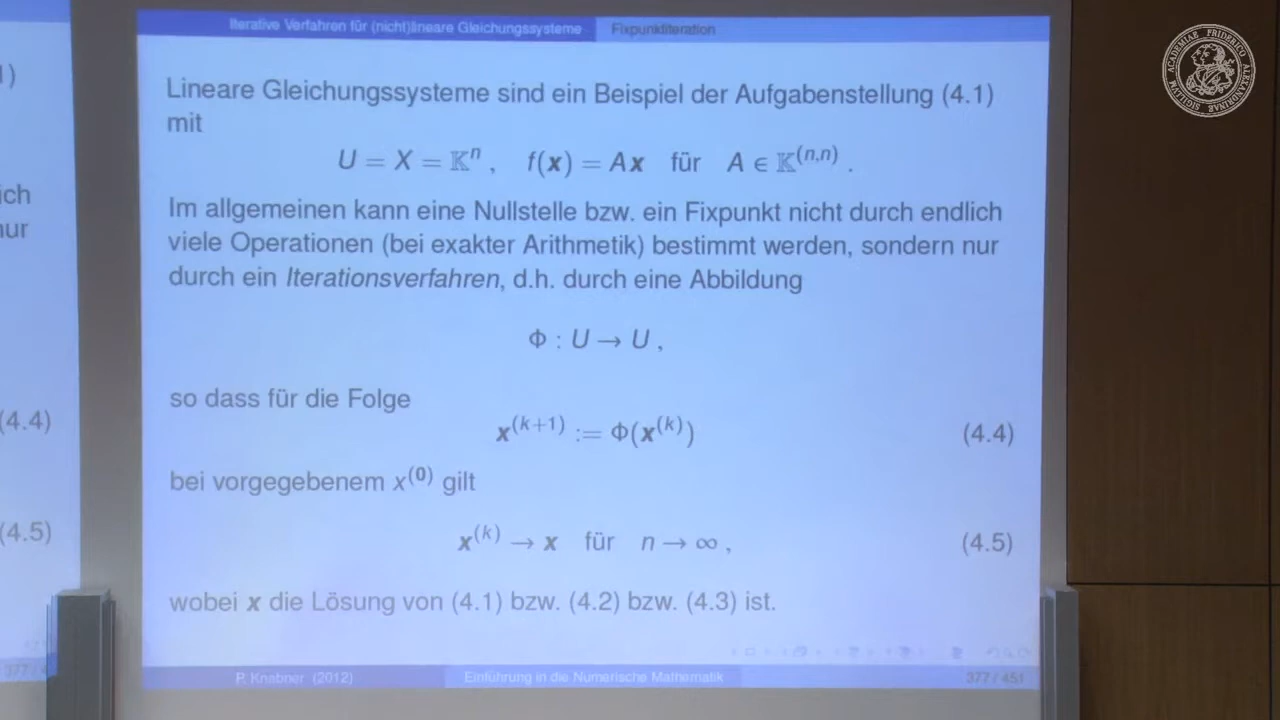 Iterative Verfahren für (nicht)lineare Gleichungssysteme Fixpunktiteration
Lineare Gleichungssysteme sind ein Beispiel der Aufgabenstellung (4.1)
mit
U = X = 𝕂ⁿ , f(x) = Ax für A ∈ 𝕂^(n,n) .
Im allgemeinen kann eine Nullstelle bzw. ein Fixpunkt nicht durch endlich
viele Operationen (bei exakter Arithmetik) bestimmt werden, sondern nur
durch ein Iterationsverfahren, d.h. durch eine Abbildung
Φ : U → U ,
so dass für die Folge
x^(k+1) := Φ(x^(k)) (4.4)
bei vorgegebenem x^(0) gilt
x^(k) → x für n → ∞ , (4.5)
wobei x die Lösung von (4.1) bzw. (4.2) bzw. (4.3) ist.
P. Knabner (2012) Einführung in die Numerische Mathematik 377 / 451
(4.4)
(4.5)
ACADEMIAE FRIDERICO ALEXANDRINAE SIGILLVM